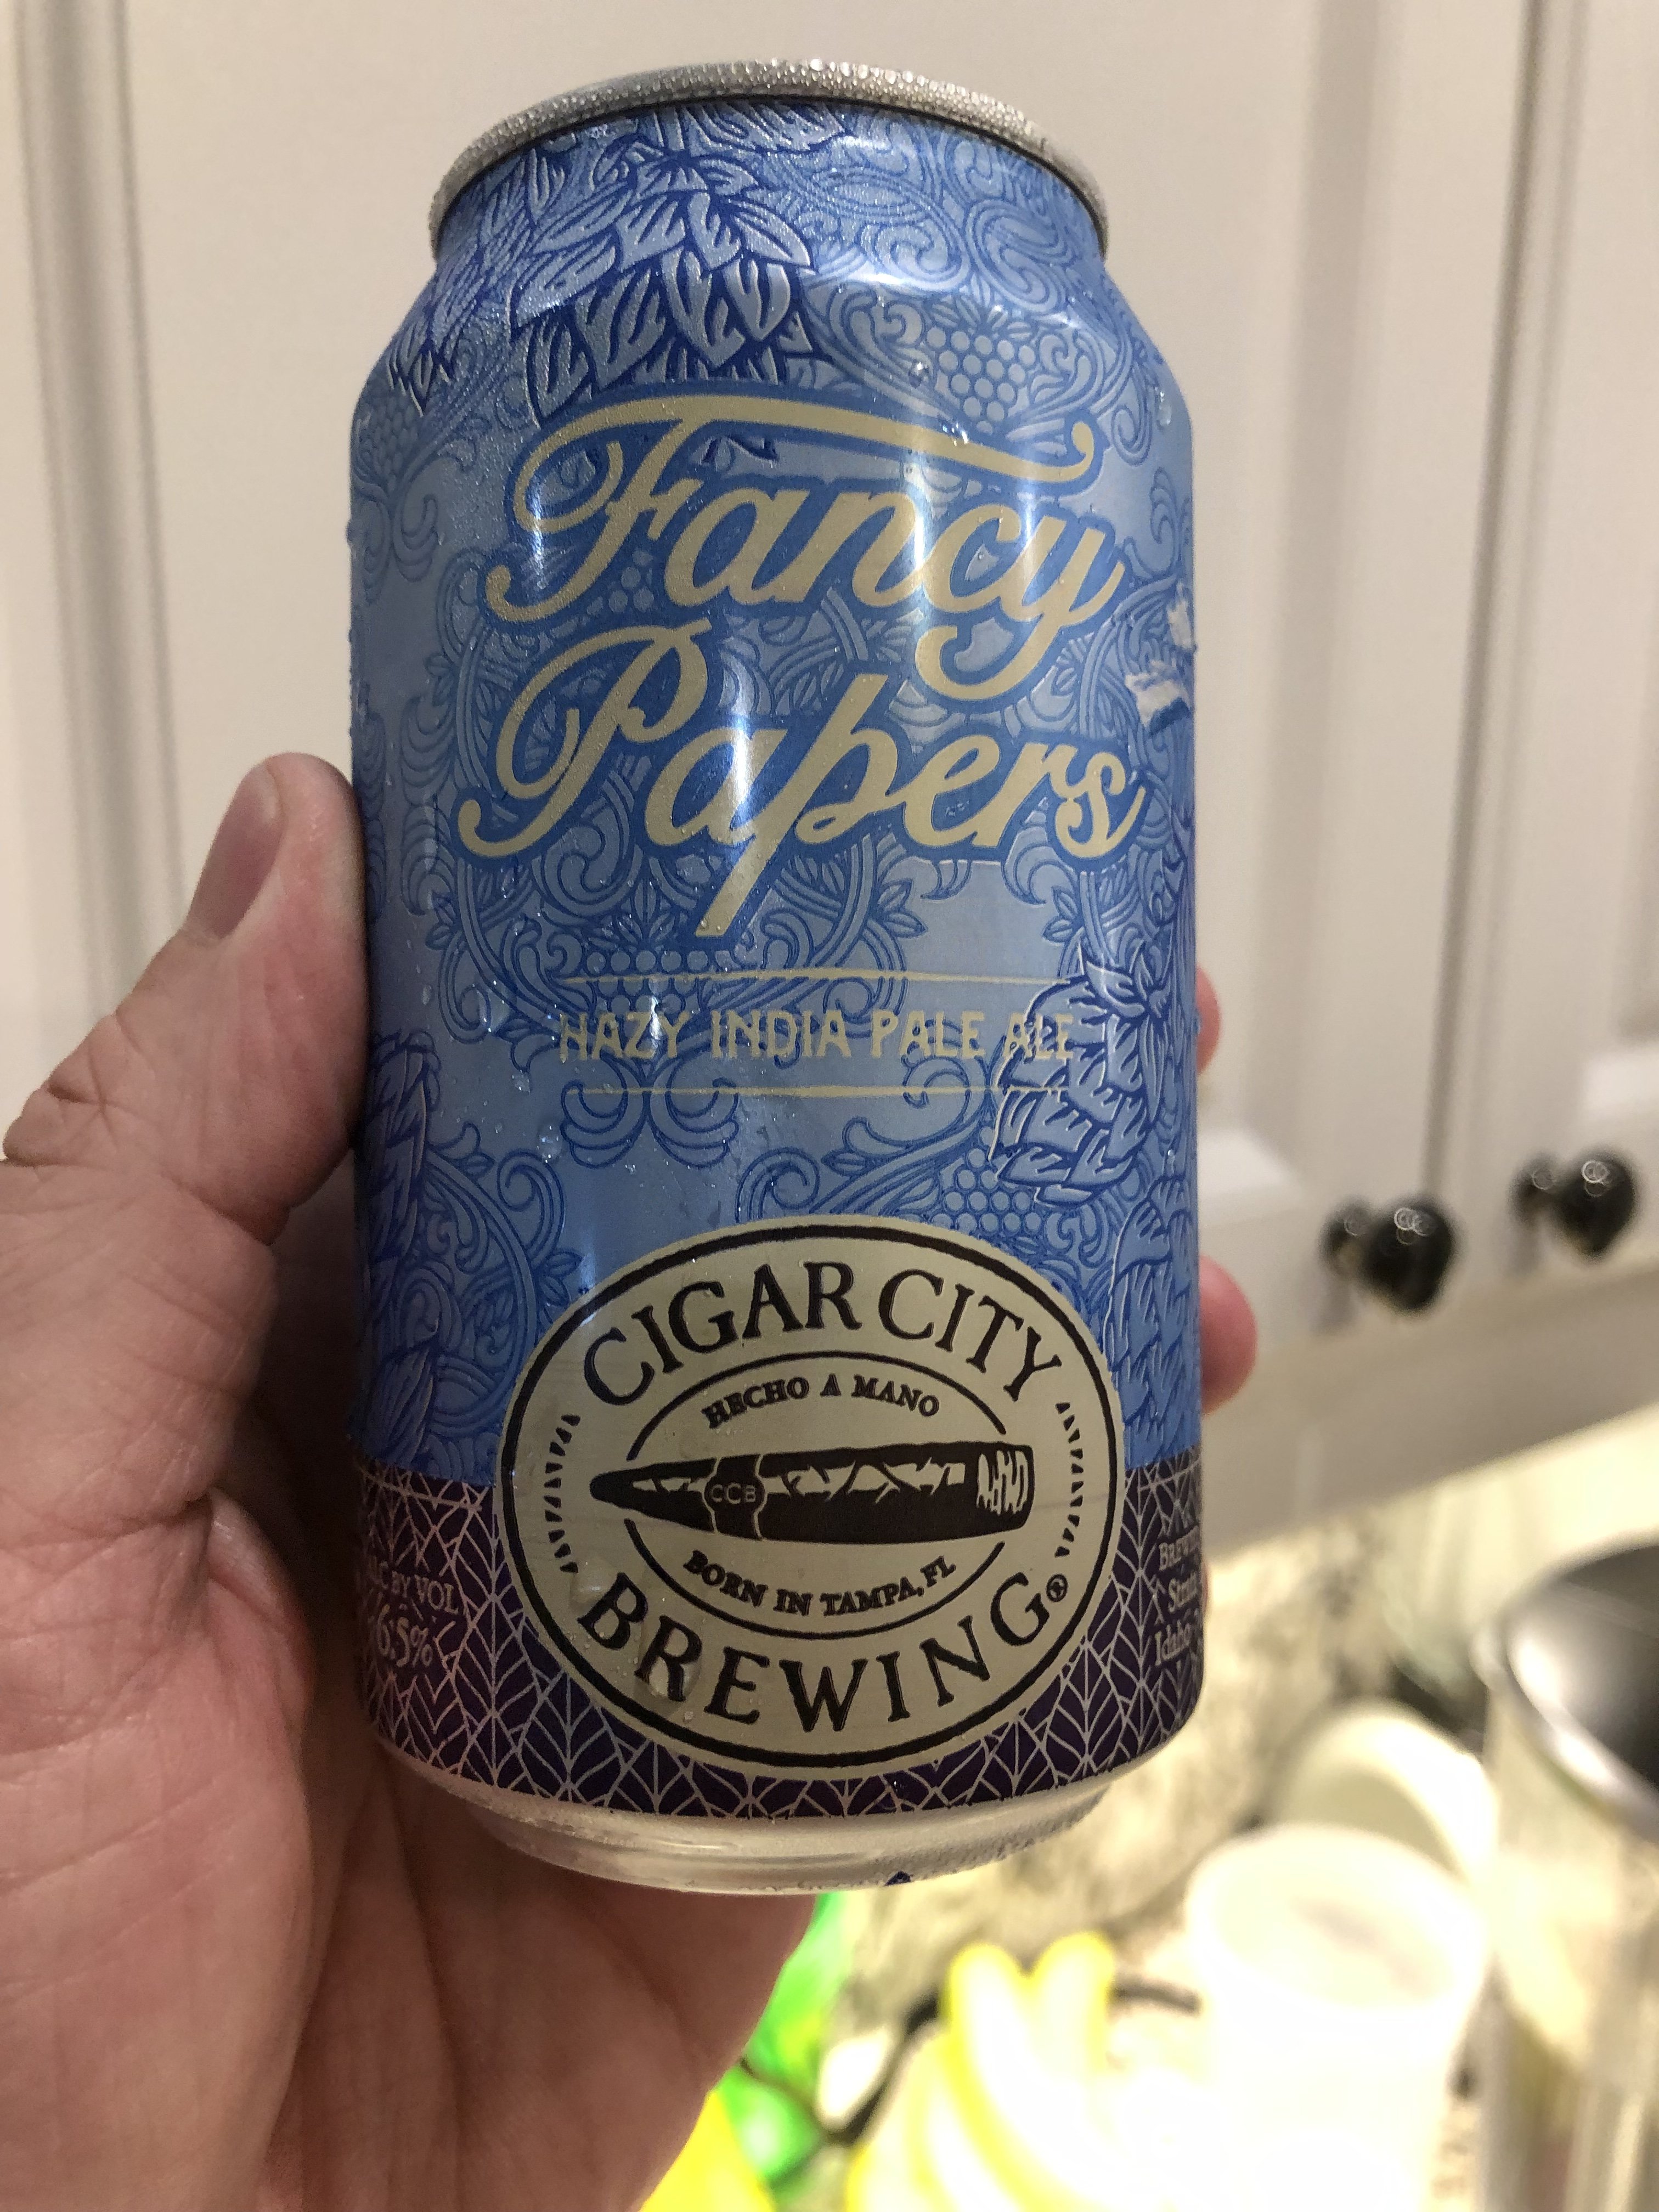 Fancy
Papers
HAZY INDIA PALE ALE
CIGAR CITY
HECHO A MANO
CCB
BORN IN TAMPA, FL
BREWING®
ALC BY VOL
6.5%
Idaho